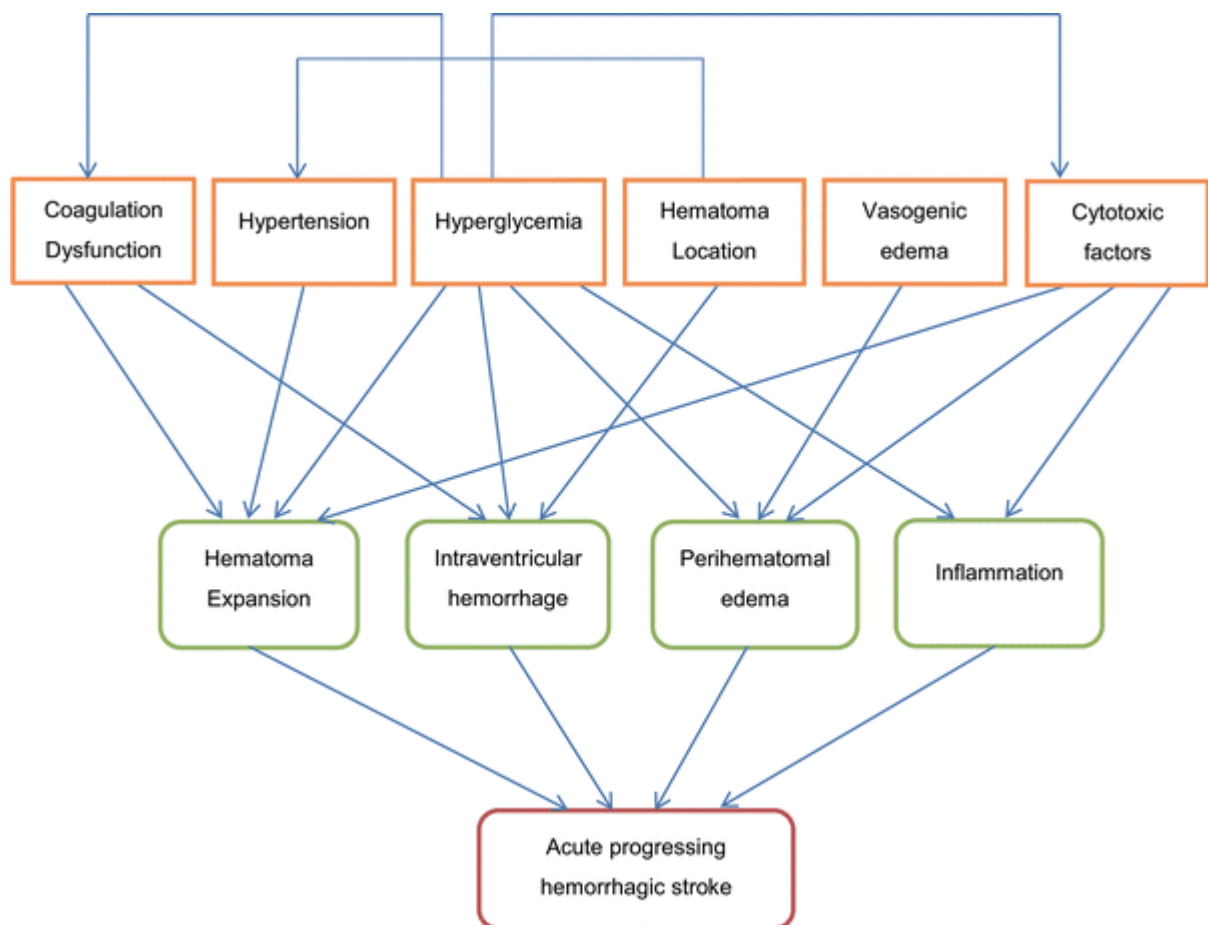 Coagulation
Dysfunction
Hypertension
Hyperglycemia
Hematoma
Location
Vasogenic
edema
Cytotoxic
factors
Hematoma
Expansion
Intraventricular
hemorrhage
Perihematomal
edema
Inflammation
Acute progressing
hemorrhagic stroke